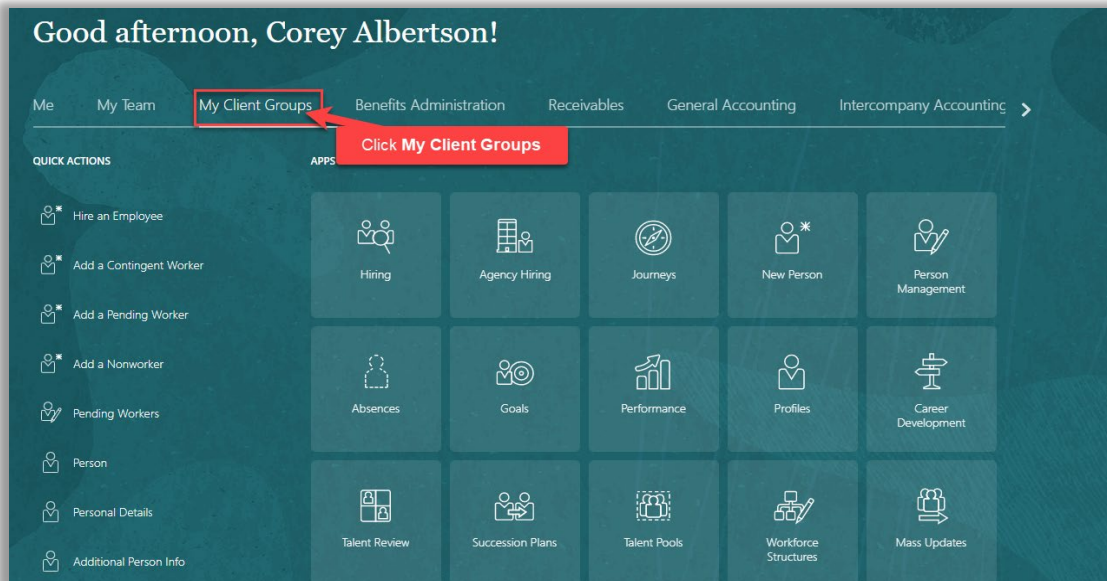 Good afternoon, Corey Albertson!
Me My Team My Client Groups Benefits Administration Receivables General Accounting Intercompany Accounting
Click My Client Groups
QUICK ACTIONS
APPS
Hire an Employee
Add a Contingent Worker
Add a Pending Worker
Add a Nonworker
Pending Workers
Person
Personal Details
Additional Person Info
Hiring
Agency Hiring
Journeys
New Person
Person
Management
Absences
Goals
Performance
Profiles
Career
Development
Talent Review
Succession Plans
Talent Pools
Workforce
Structures
Mass Updates